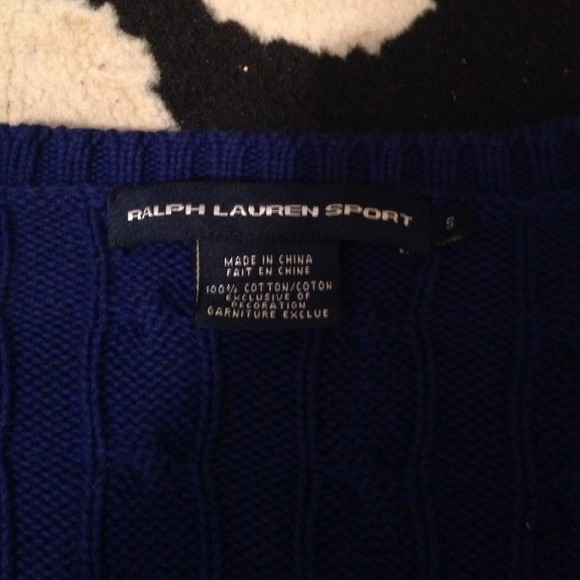 RALPH LAUREN SPORT S
MADE IN CHINA
FAIT EN CHINE
100% COTTON/COTON
EXCLUSIVE OF
DECORATION
GARNITURE EXCLUE